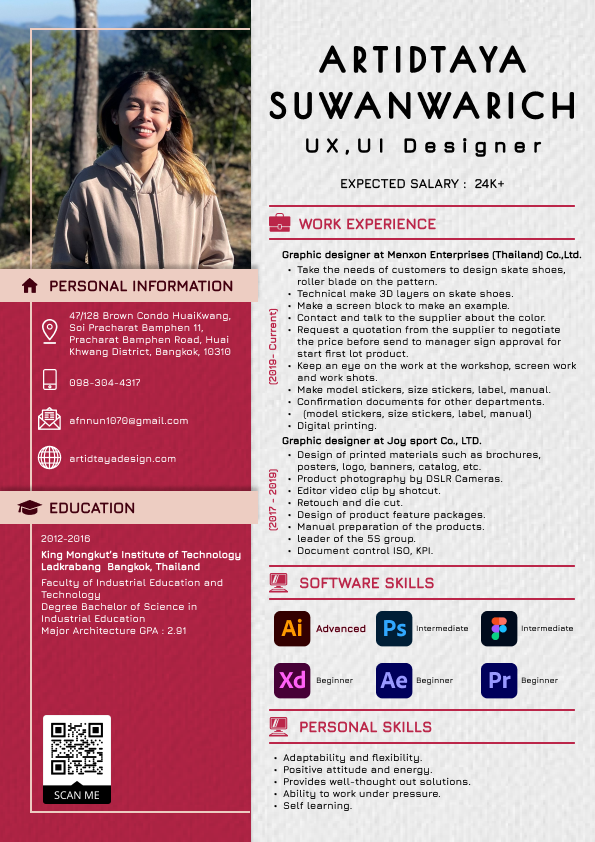 ARTIDTAYA
SUWANWARICH
UX,UI Designer
EXPECTED SALARY :  24K+
PERSONAL INFORMATION
47/128 Brown Condo HuaiKwang,
Soi Pracharat Bamphen 11,
Pracharat Bamphen Road, Huai
Khwang District, Bangkok, 10310
098-304-4317
afnnun1070@gmail.com
artidtayadesign.com
EDUCATION
2012-2016
King Mongkut's Institute of Technology
Ladkrabang  Bangkok, Thailand
Faculty of Industrial Education and
Technology
Degree Bachelor of Science in
Industrial Education
Major Architecture GPA : 2.91
SCAN ME
WORK EXPERIENCE
(2019- Current)
Graphic designer at Menxon Enterprises (Thailand) Co.,Ltd.
• Take the needs of customers to design skate shoes,
roller blade on the pattern.
• Technical make 3D layers on skate shoes.
• Make a screen block to make an example.
• Contact and talk to the supplier about the color.
• Request a quotation from the supplier to negotiate
the price before send to manager sign approval for
start first lot product.
• Keep an eye on the work at the workshop, screen work
and work shots.
• Make model stickers, size stickers, label, manual.
• Confirmation documents for other departments.
• (model stickers, size stickers, label, manual)
• Digital printing.
(2017 - 2019)
Graphic designer at Joy sport Co., LTD.
• Design of printed materials such as brochures,
posters, logo, banners, catalog, etc.
• Product photography by DSLR Cameras.
• Editor video clip by shotcut.
• Retouch and die cut.
• Design of product feature packages.
• Manual preparation of the products.
• leader of the 5S group.
• Document control ISO, KPI.
SOFTWARE SKILLS
Ai Advanced
Ps Intermediate
Intermediate
Xd Beginner
Ae Beginner
Pr Beginner
PERSONAL SKILLS
• Adaptability and flexibility.
• Positive attitude and energy.
• Provides well-thought out solutions.
• Ability to work under pressure.
• Self learning.